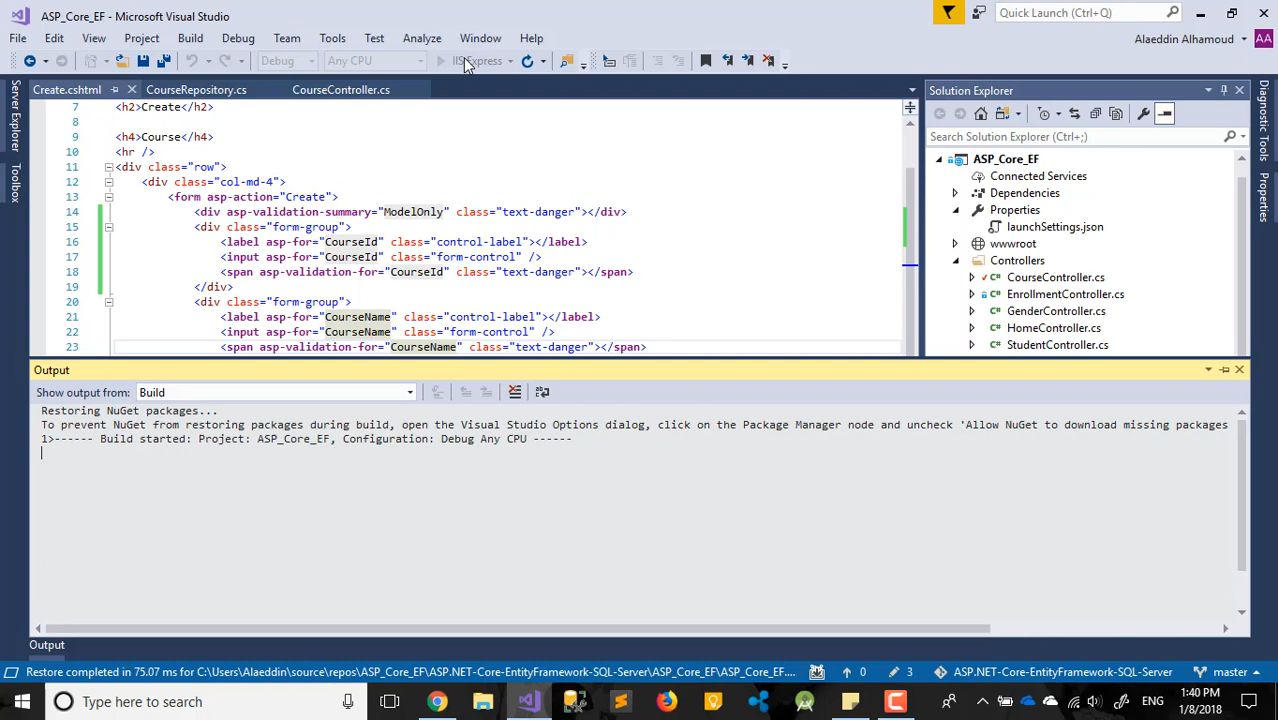 ASP_Core_EF - Microsoft Visual Studio
Quick Launch (Ctrl+Q)
File Edit View Project Build Debug Team Tools Test Analyze Window Help
Alaeddin Alhamoud AA
Debug Any CPU IIS Express
Create.cshtml CourseRepository.cs CourseController.cs
Server Explorer
Toolbox
7 <h2>Create</h2>
8
9 <h4>Course</h4>
10 <hr />
11 <div class="row">
12 <div class="col-md-4">
13 <form asp-action="Create">
14 <div asp-validation-summary="ModelOnly" class="text-danger"></div>
15 <div class="form-group">
16 <label asp-for="CourseId" class="control-label"></label>
17 <input asp-for="CourseId" class="form-control" />
18 <span asp-validation-for="CourseId" class="text-danger"></span>
19 </div>
20 <div class="form-group">
21 <label asp-for="CourseName" class="control-label"></label>
22 <input asp-for="CourseName" class="form-control" />
23 <span asp-validation-for="CourseName" class="text-danger"></span>
Solution Explorer
Search Solution Explorer (Ctrl+;)
ASP_Core_EF
Connected Services
Dependencies
Properties
launchSettings.json
wwwroot
Controllers
C# CourseController.cs
C# EnrollmentController.cs
C# GenderController.cs
C# HomeController.cs
C# StudentController.cs
Diagnostic Tools
Properties
Output
Show output from: Build
Restoring NuGet packages...
To prevent NuGet from restoring packages during build, open the Visual Studio Options dialog, click on the Package Manager node and uncheck 'Allow NuGet to download missing packages
1>------ Build started: Project: ASP_Core_EF, Configuration: Debug Any CPU ------
Output
Restore completed in 75.07 ms for C:\Users\Alaeddin\source\repos\ASP_Core_EF\ASP.NET-Core-EntityFramework-SQL-Server\ASP_Core_EF\ASP_Core_EF.... 0 3 ASP.NET-Core-EntityFramework-SQL-Server master
Type here to search
ENG
1:40 PM
1/8/2018